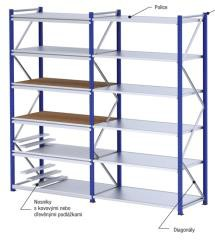 Police
Nosníky
s kovovými nebo
dřevěnými podlážkami
Diagonály